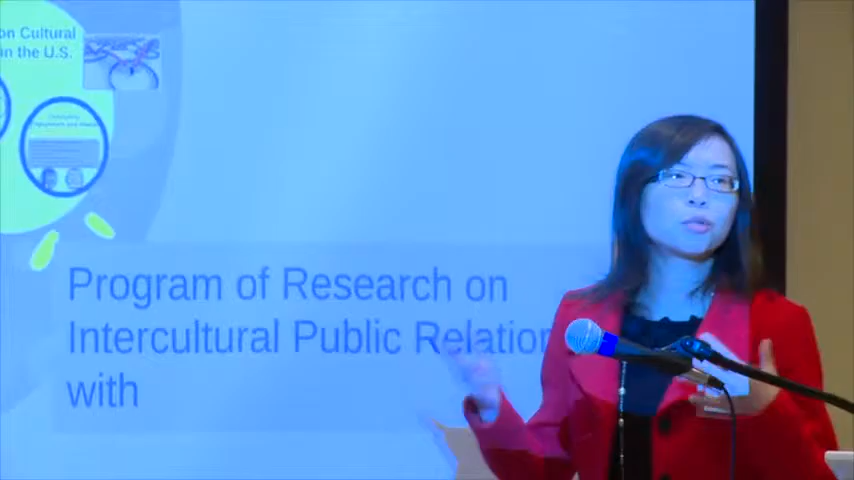 on Cultural
in the U.S.
Program of Research on
Intercultural Public Relation
with